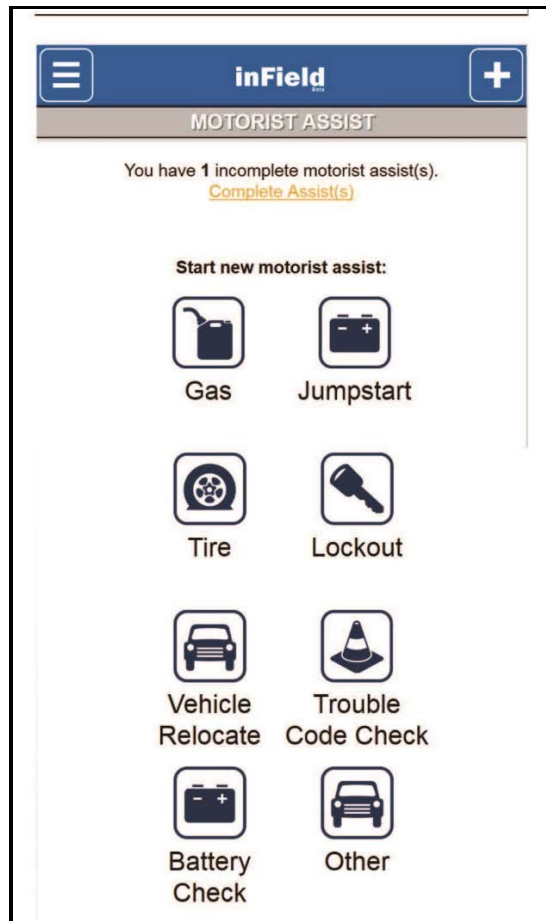 inField
Beta
MOTORIST ASSIST
You have 1 incomplete motorist assist(s).
Complete Assist(s)
Start new motorist assist:
Gas Jumpstart
Tire Lockout
Vehicle Trouble
Relocate Code Check
Battery Other
Check